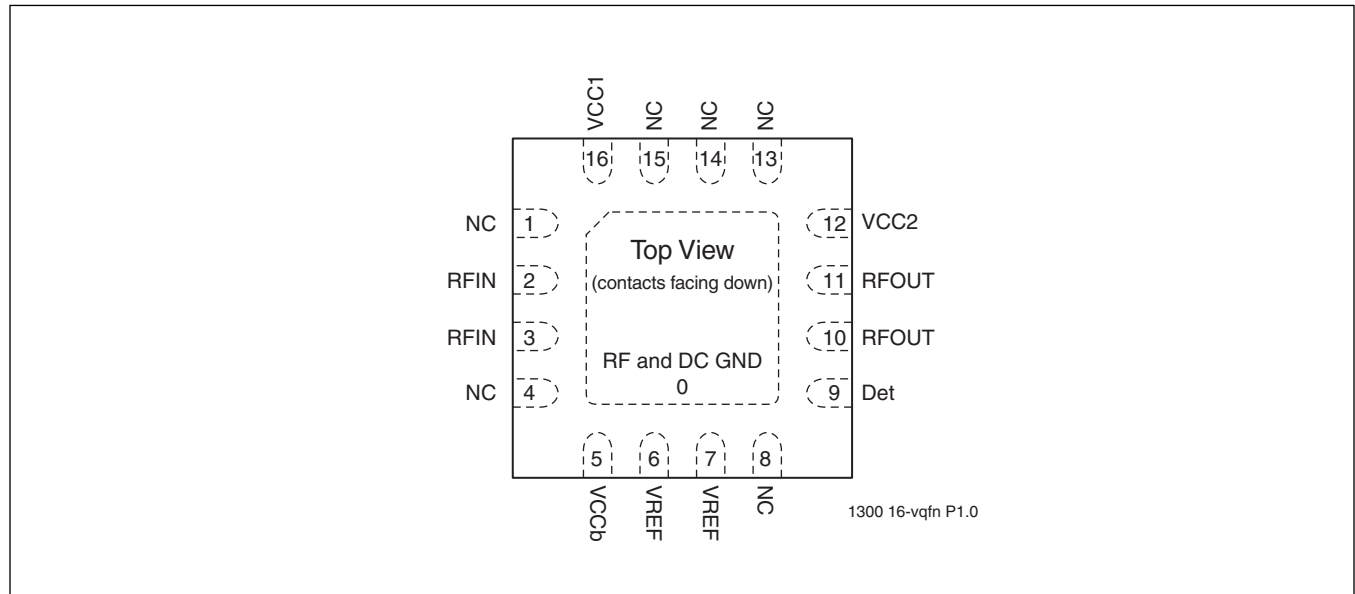 VCC1 NC NC NC
16 15 14 13
NC 1
12 VCC2
Top View
RFIN 2
(contacts facing down)
11 RFOUT
RFIN 3
10 RFOUT
RF and DC GND
0
NC 4
9 Det
5 6 7 8
VCCb VREF VREF NC
1300 16-vqfn P1.0